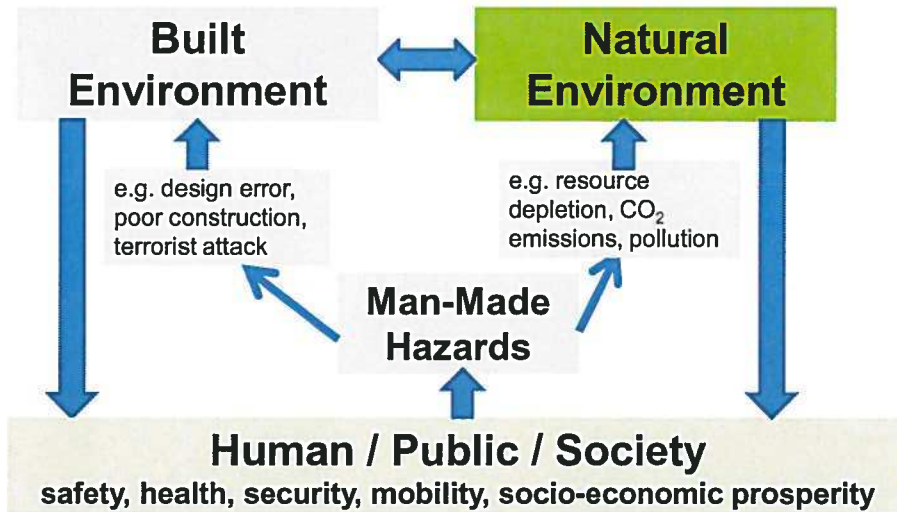 Built
Environment
Natural
Environment
e.g. design error,
poor construction,
terrorist attack
e.g. resource
depletion, CO₂
emissions, pollution
Man-Made
Hazards
Human / Public / Society
safety, health, security, mobility, socio-economic prosperity